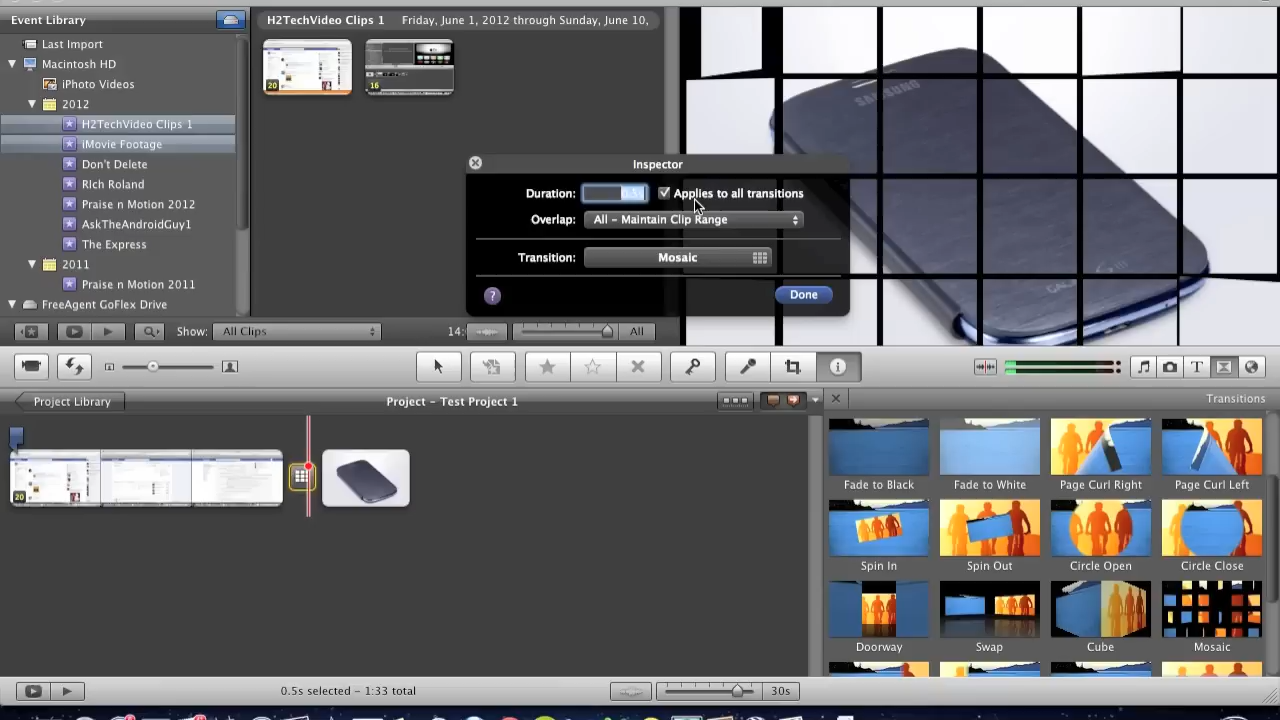 Event Library
Last Import
Macintosh HD
iPhoto Videos
2012
H2TechVideo Clips 1
iMovie Footage
Don't Delete
RIch Roland
Praise n Motion 2012
AskTheAndroidGuy1
The Express
2011
Praise n Motion 2011
FreeAgent GoFlex Drive
H2TechVideo Clips 1 Friday, June 1, 2012 through Sunday, June 10,
20
16
SAMSUNG
GALAXY S III
Inspector
Duration: Applies to all transitions
Overlap: All – Maintain Clip Range
Transition: Mosaic
? Done
Show: All Clips 14: All
Project Library
Project – Test Project 1
20
Transitions
Fade to Black Fade to White Page Curl Right Page Curl Left
Spin In Spin Out Circle Open Circle Close
Doorway Swap Cube Mosaic
0.5s selected – 1:33 total
30s